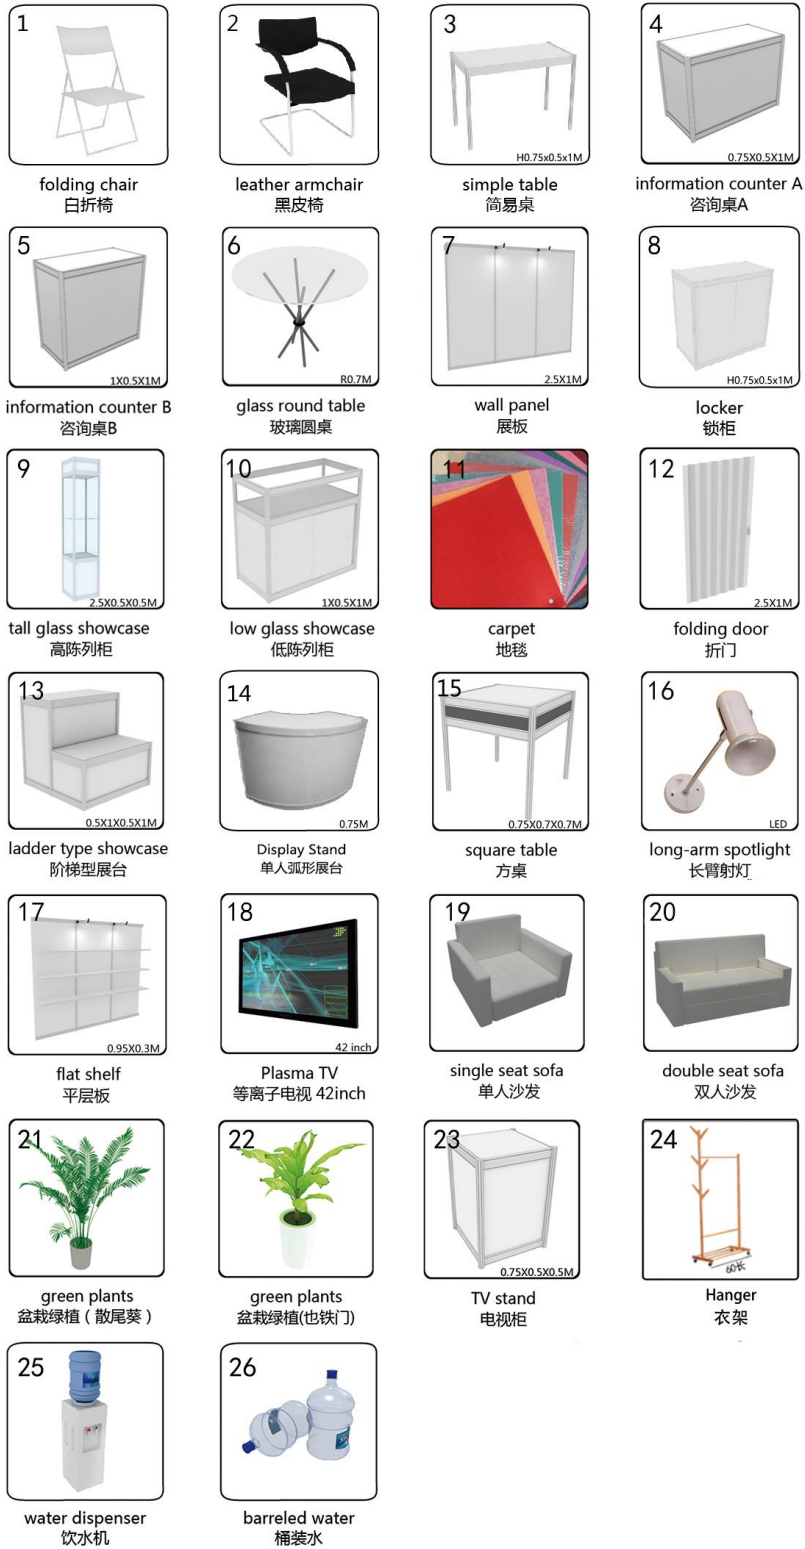 1
folding chair
白折椅
2
leather armchair
黑皮椅
3
H0.75x0.5x1M
simple table
简易桌
4
0.75X0.5X1M
information counter A
咨询桌A
5
1X0.5X1M
information counter B
咨询桌B
6
R0.7M
glass round table
玻璃圆桌
7
2.5X1M
wall panel
展板
8
H0.75x0.5x1M
locker
锁柜
9
2.5X0.5X0.5M
tall glass showcase
高陈列柜
10
1X0.5X1M
low glass showcase
低陈列柜
11
carpet
地毯
12
2.5X1M
folding door
折门
13
0.5X1X0.5X1M
ladder type showcase
阶梯型展台
14
0.75M
Display Stand
单人弧形展台
15
0.75X0.7X0.7M
square table
方桌
16
LED
long-arm spotlight
长臂射灯
17
0.95X0.3M
flat shelf
平层板
18
42 inch
Plasma TV
等离子电视 42inch
19
single seat sofa
单人沙发
20
double seat sofa
双人沙发
21
green plants
盆栽绿植（散尾葵）
22
green plants
盆栽绿植(也铁门)
23
0.75X0.5X0.5M
TV stand
电视柜
24
60长
Hanger
衣架
25
water dispenser
饮水机
26
barreled water
桶装水